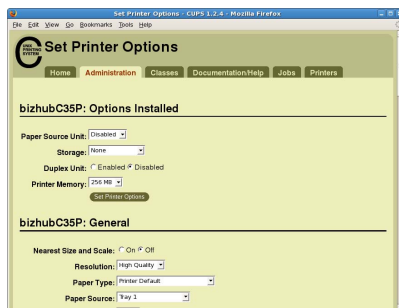 Set Printer Options - CUPS 1.2.4 - Mozilla Firefox
File Edit View Go Bookmarks Tools Help
UNIX PRINTING SYSTEM
Set Printer Options
Home Administration Classes Documentation/Help Jobs Printers
bizhubC35P: Options Installed
Paper Source Unit: Disabled
Storage: None
Duplex Unit: Enabled Disabled
Printer Memory: 256 MB
Set Printer Options
bizhubC35P: General
Nearest Size and Scale: On Off
Resolution: High Quality
Paper Type: Printer Default
Paper Source: Tray 1